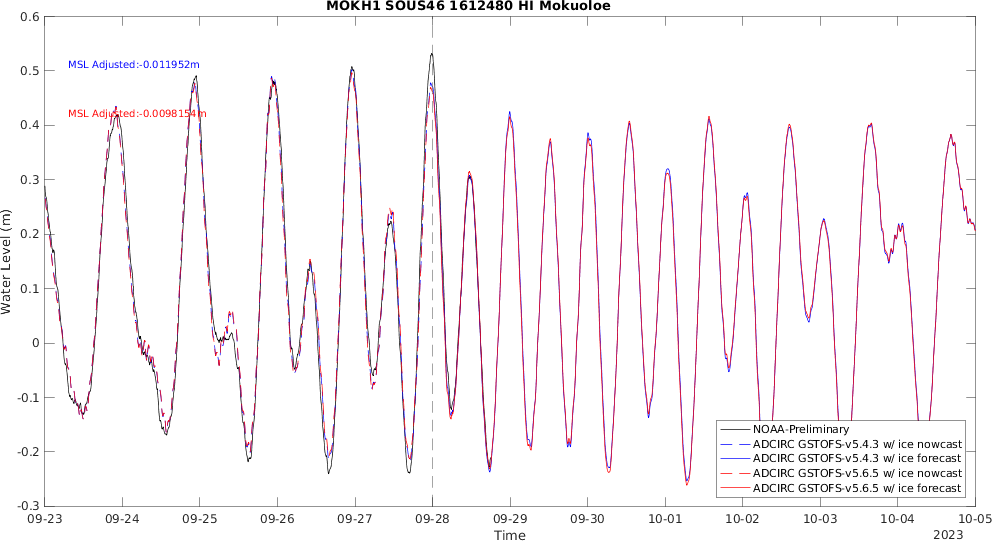 MOKH1 SOUS46 1612480 HI Mokuoloe
0.6
0.5
0.4
0.3
0.2
0.1
0
-0.1
-0.2
-0.3
Water Level (m)
MSL Adjusted:-0.011952m
MSL Adjusted:-0.0098154m
NOAA-Preliminary
ADCIRC GSTOFS-v5.4.3 w/ ice nowcast
ADCIRC GSTOFS-v5.4.3 w/ ice forecast
ADCIRC GSTOFS-v5.6.5 w/ ice nowcast
ADCIRC GSTOFS-v5.6.5 w/ ice forecast
09-23 09-24 09-25 09-26 09-27 09-28 09-29 09-30 10-01 10-02 10-03 10-04 10-05
Time
2023